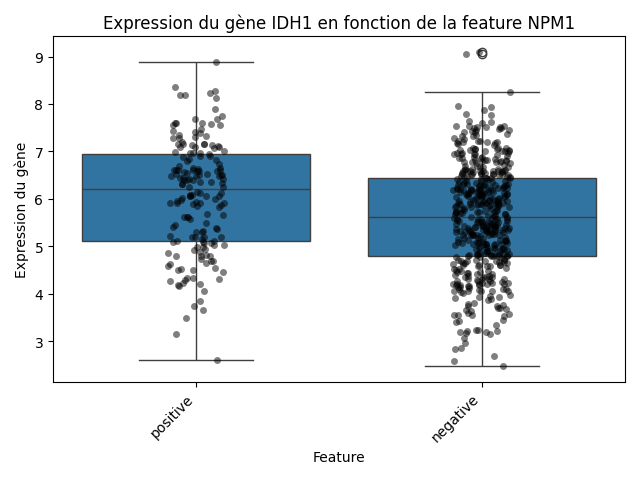 Expression du gène IDH1 en fonction de la feature NPM1
Expression du gène
9
8
7
6
5
4
3
positive
negative
Feature